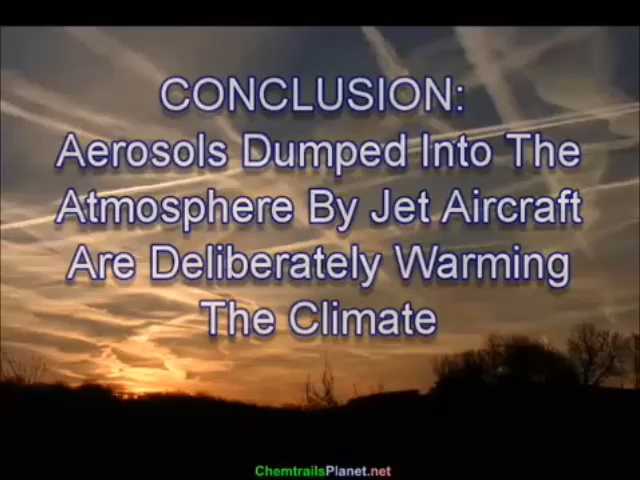 CONCLUSION:
Aerosols Dumped Into The
Atmosphere By Jet Aircraft
Are Deliberately Warming
The Climate
ChemtrailsPlanet.net